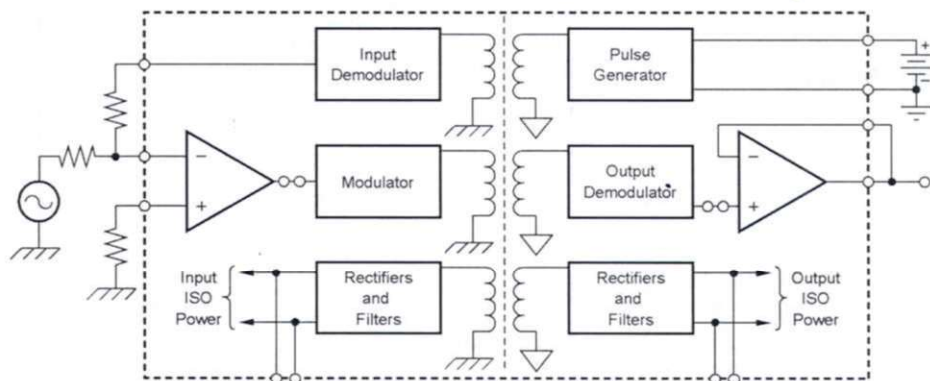 Input
Demodulator
Pulse
Generator
+
−
−
+
Modulator
Output
Demodulator
−
+
Input
ISO
Power
Rectifiers
and
Filters
Rectifiers
and
Filters
Output
ISO
Power